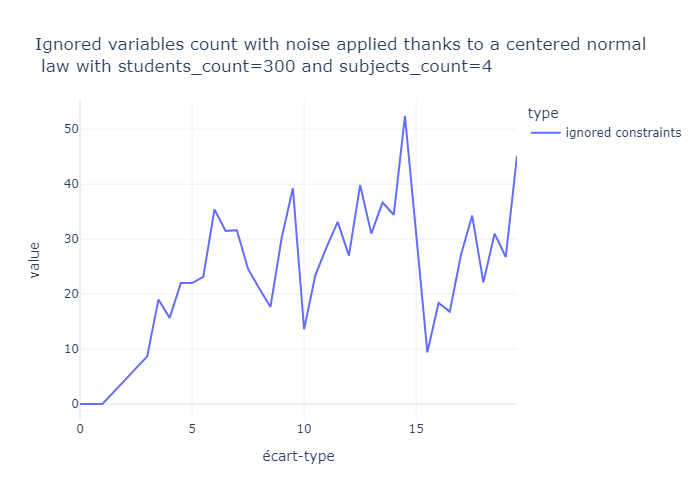 Ignored variables count with noise applied thanks to a centered normal
law with students_count=300 and subjects_count=4
type
ignored constraints
value
50
40
30
20
10
0
0
5
10
15
écart-type